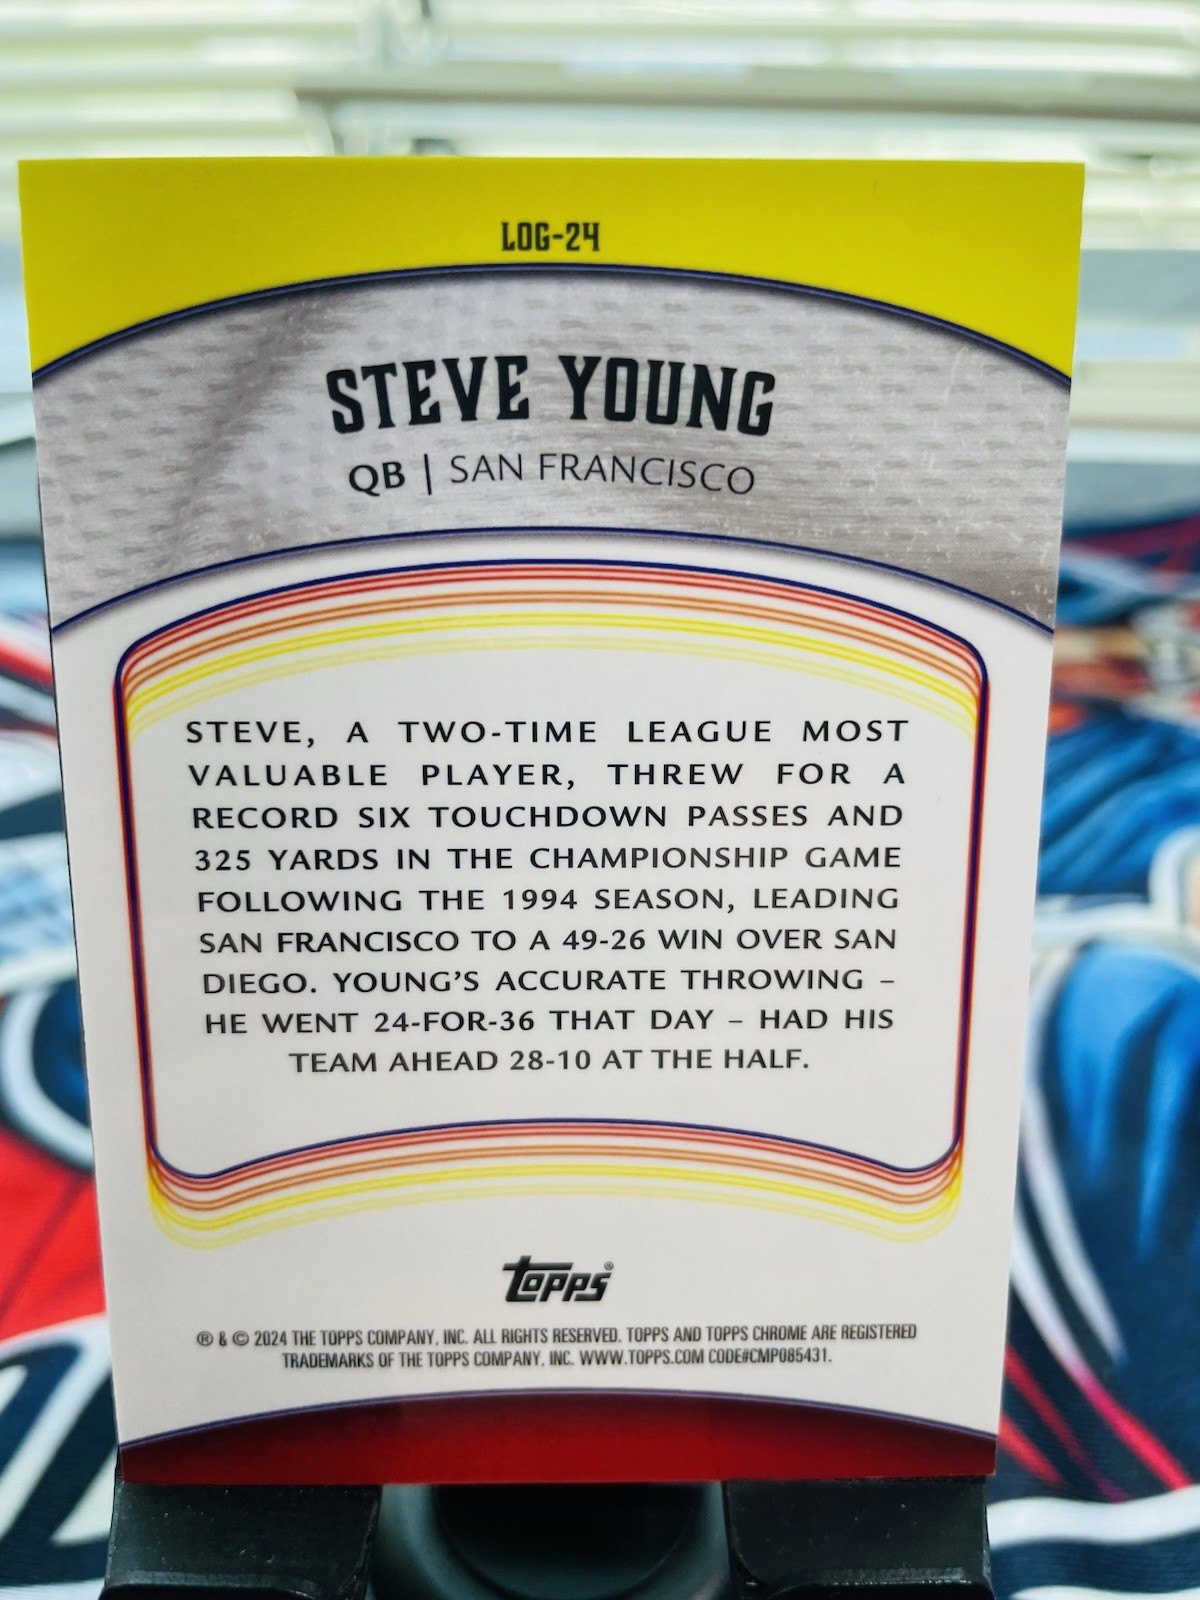 LOG-24
STEVE YOUNG
QB | SAN FRANCISCO
STEVE, A TWO-TIME LEAGUE MOST
VALUABLE PLAYER, THREW FOR A
RECORD SIX TOUCHDOWN PASSES AND
325 YARDS IN THE CHAMPIONSHIP GAME
FOLLOWING THE 1994 SEASON, LEADING
SAN FRANCISCO TO A 49-26 WIN OVER SAN
DIEGO. YOUNG'S ACCURATE THROWING –
HE WENT 24-FOR-36 THAT DAY – HAD HIS
TEAM AHEAD 28-10 AT THE HALF.
topps®
® & © 2024 THE TOPPS COMPANY, INC. ALL RIGHTS RESERVED. TOPPS AND TOPPS CHROME ARE REGISTERED
TRADEMARKS OF THE TOPPS COMPANY, INC. WWW.TOPPS.COM CODE#CMP085431.